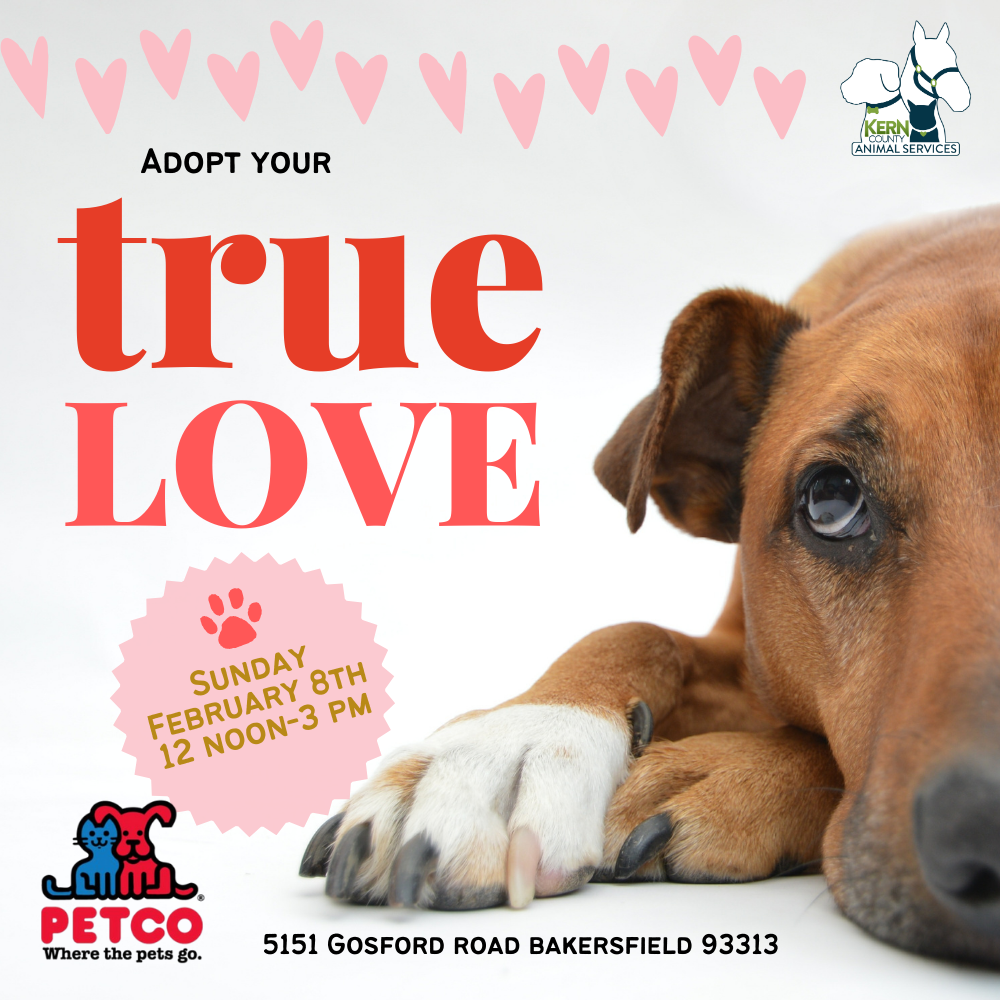 ADOPT YOUR
KERN
COUNTY
ANIMAL SERVICES
true
LOVE
SUNDAY
FEBRUARY 8TH
12 NOON-3 PM
PETCO®
Where the pets go.
5151 GOSFORD ROAD BAKERSFIELD 93313